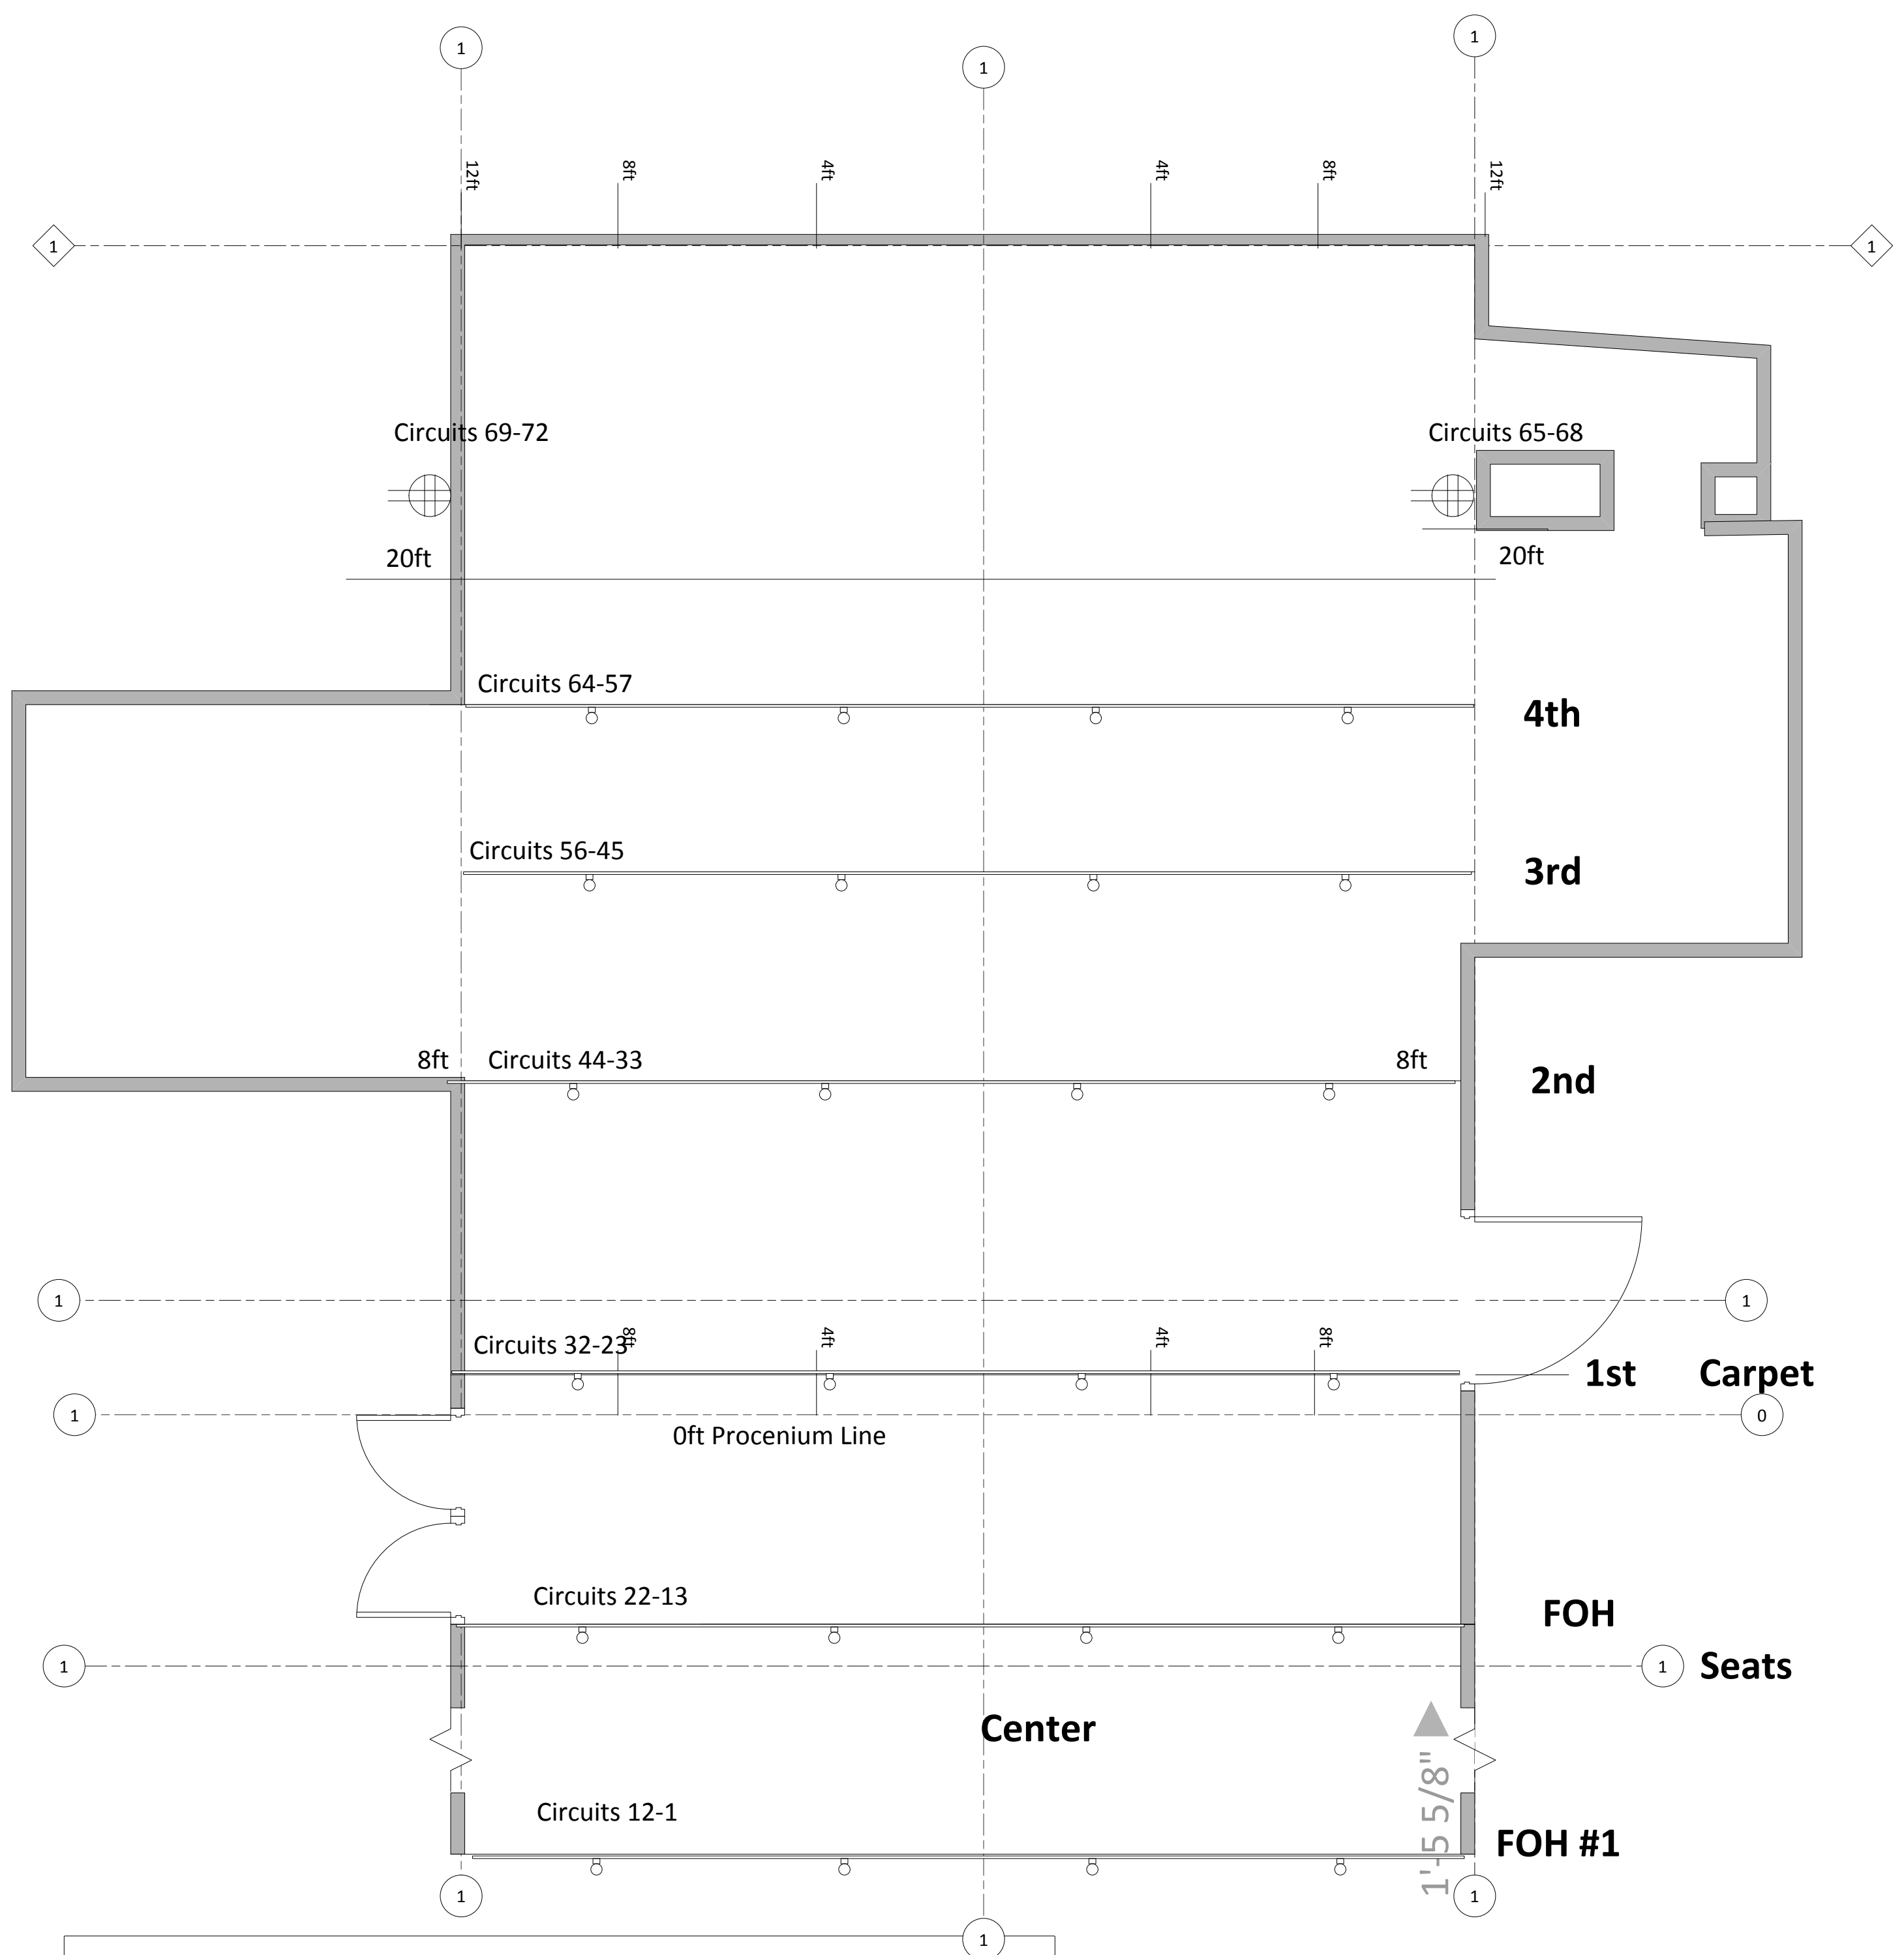 1
1
1
12ft
8ft
4ft
4ft
8ft
12ft
1
1
Circuits 69-72
Circuits 65-68
20ft
20ft
Circuits 64-57
4th
Circuits 56-45
3rd
8ft
Circuits 44-33
8ft
2nd
1
1
Circuits 32-23
8ft
4ft
4ft
8ft
1st
Carpet
1
0
0ft Procenium Line
Circuits 22-13
FOH
1
1
Seats
Center
1'-5 5/8"
Circuits 12-1
FOH #1
1
1
1